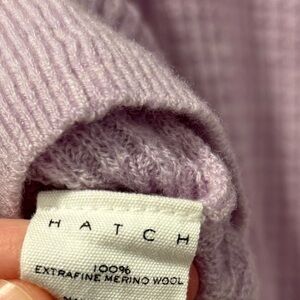 HATCH
100%
EXTRAFINE MERINO WOOL